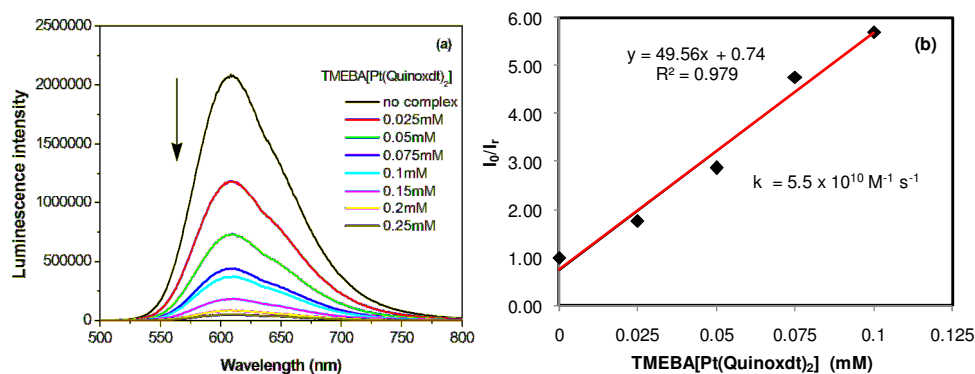 (a)
TMEBA[Pt(Quinoxdt)₂]
no complex
0.025mM
0.05mM
0.075mM
0.1mM
0.15mM
0.2mM
0.25mM
2500000
2000000
1500000
1000000
500000
0
Luminescence intensity
500 550 600 650 700 750 800
Wavelength (nm)
(b)
y = 49.56x + 0.74
R² = 0.979
k = 5.5 x 10¹⁰ M⁻¹ s⁻¹
6.00
5.00
4.00
3.00
2.00
1.00
0.00
I₀/Iᵣ
0 0.025 0.05 0.075 0.1 0.125
TMEBA[Pt(Quinoxdt)₂] (mM)